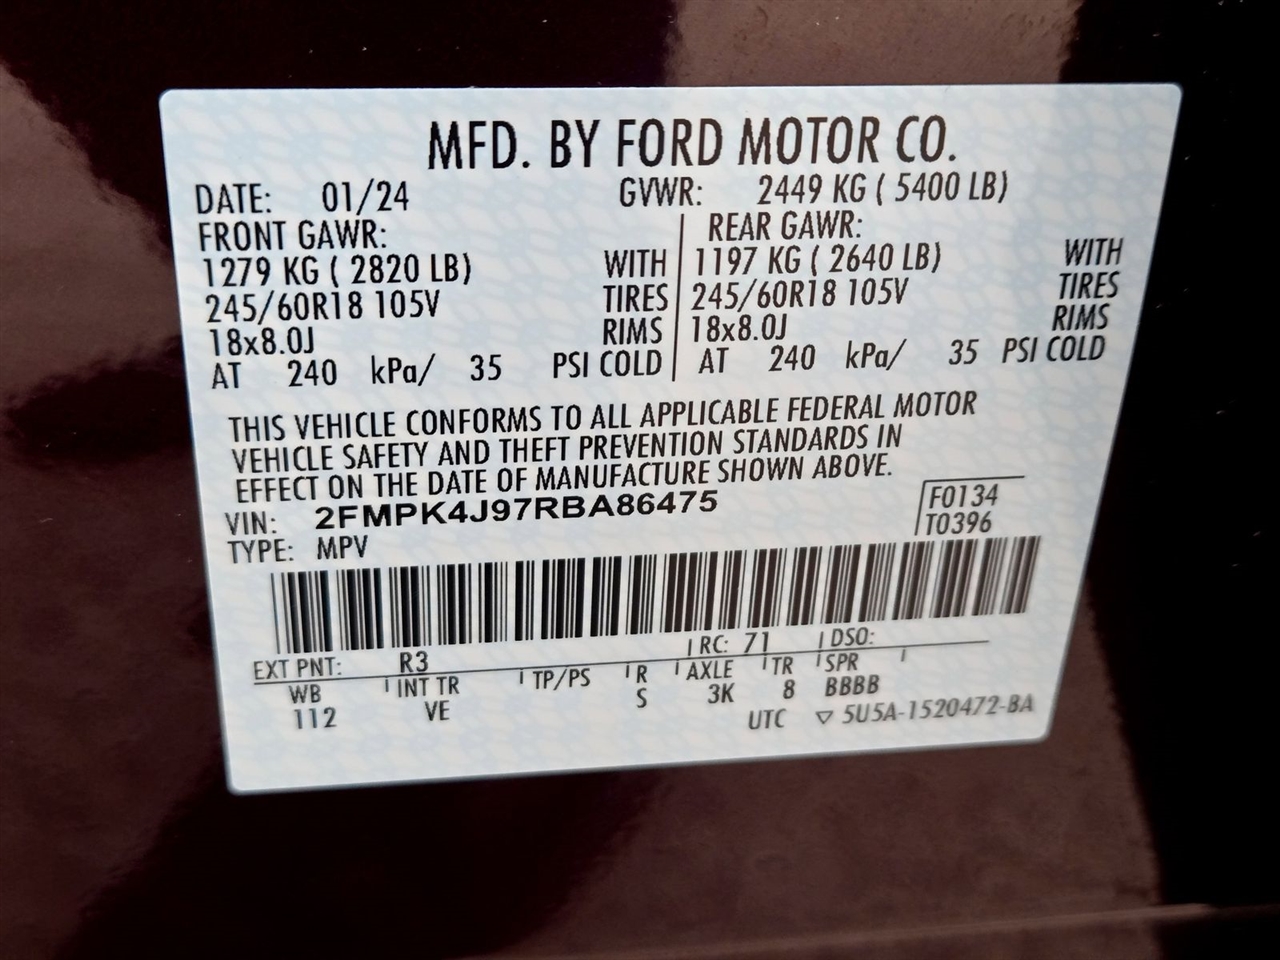 MFD. BY FORD MOTOR CO.
DATE: 01/24 GVWR: 2449 KG ( 5400 LB)
FRONT GAWR: REAR GAWR:
1279 KG ( 2820 LB) WITH 1197 KG ( 2640 LB) WITH
245/60R18 105V TIRES 245/60R18 105V TIRES
18x8.0J RIMS 18x8.0J RIMS
AT 240 kPa/ 35 PSI COLD AT 240 kPa/ 35 PSI COLD
THIS VEHICLE CONFORMS TO ALL APPLICABLE FEDERAL MOTOR
VEHICLE SAFETY AND THEFT PREVENTION STANDARDS IN
EFFECT ON THE DATE OF MANUFACTURE SHOWN ABOVE.
VIN: 2FMPK4J97RBA86475 F0134
TYPE: MPV T0396
EXT PNT: R3 RC: 71 DSO:
WB INT TR TP/PS R AXLE TR SPR
112 VE S 3K 8 BBBB
UTC ▽ 5U5A-1520472-BA